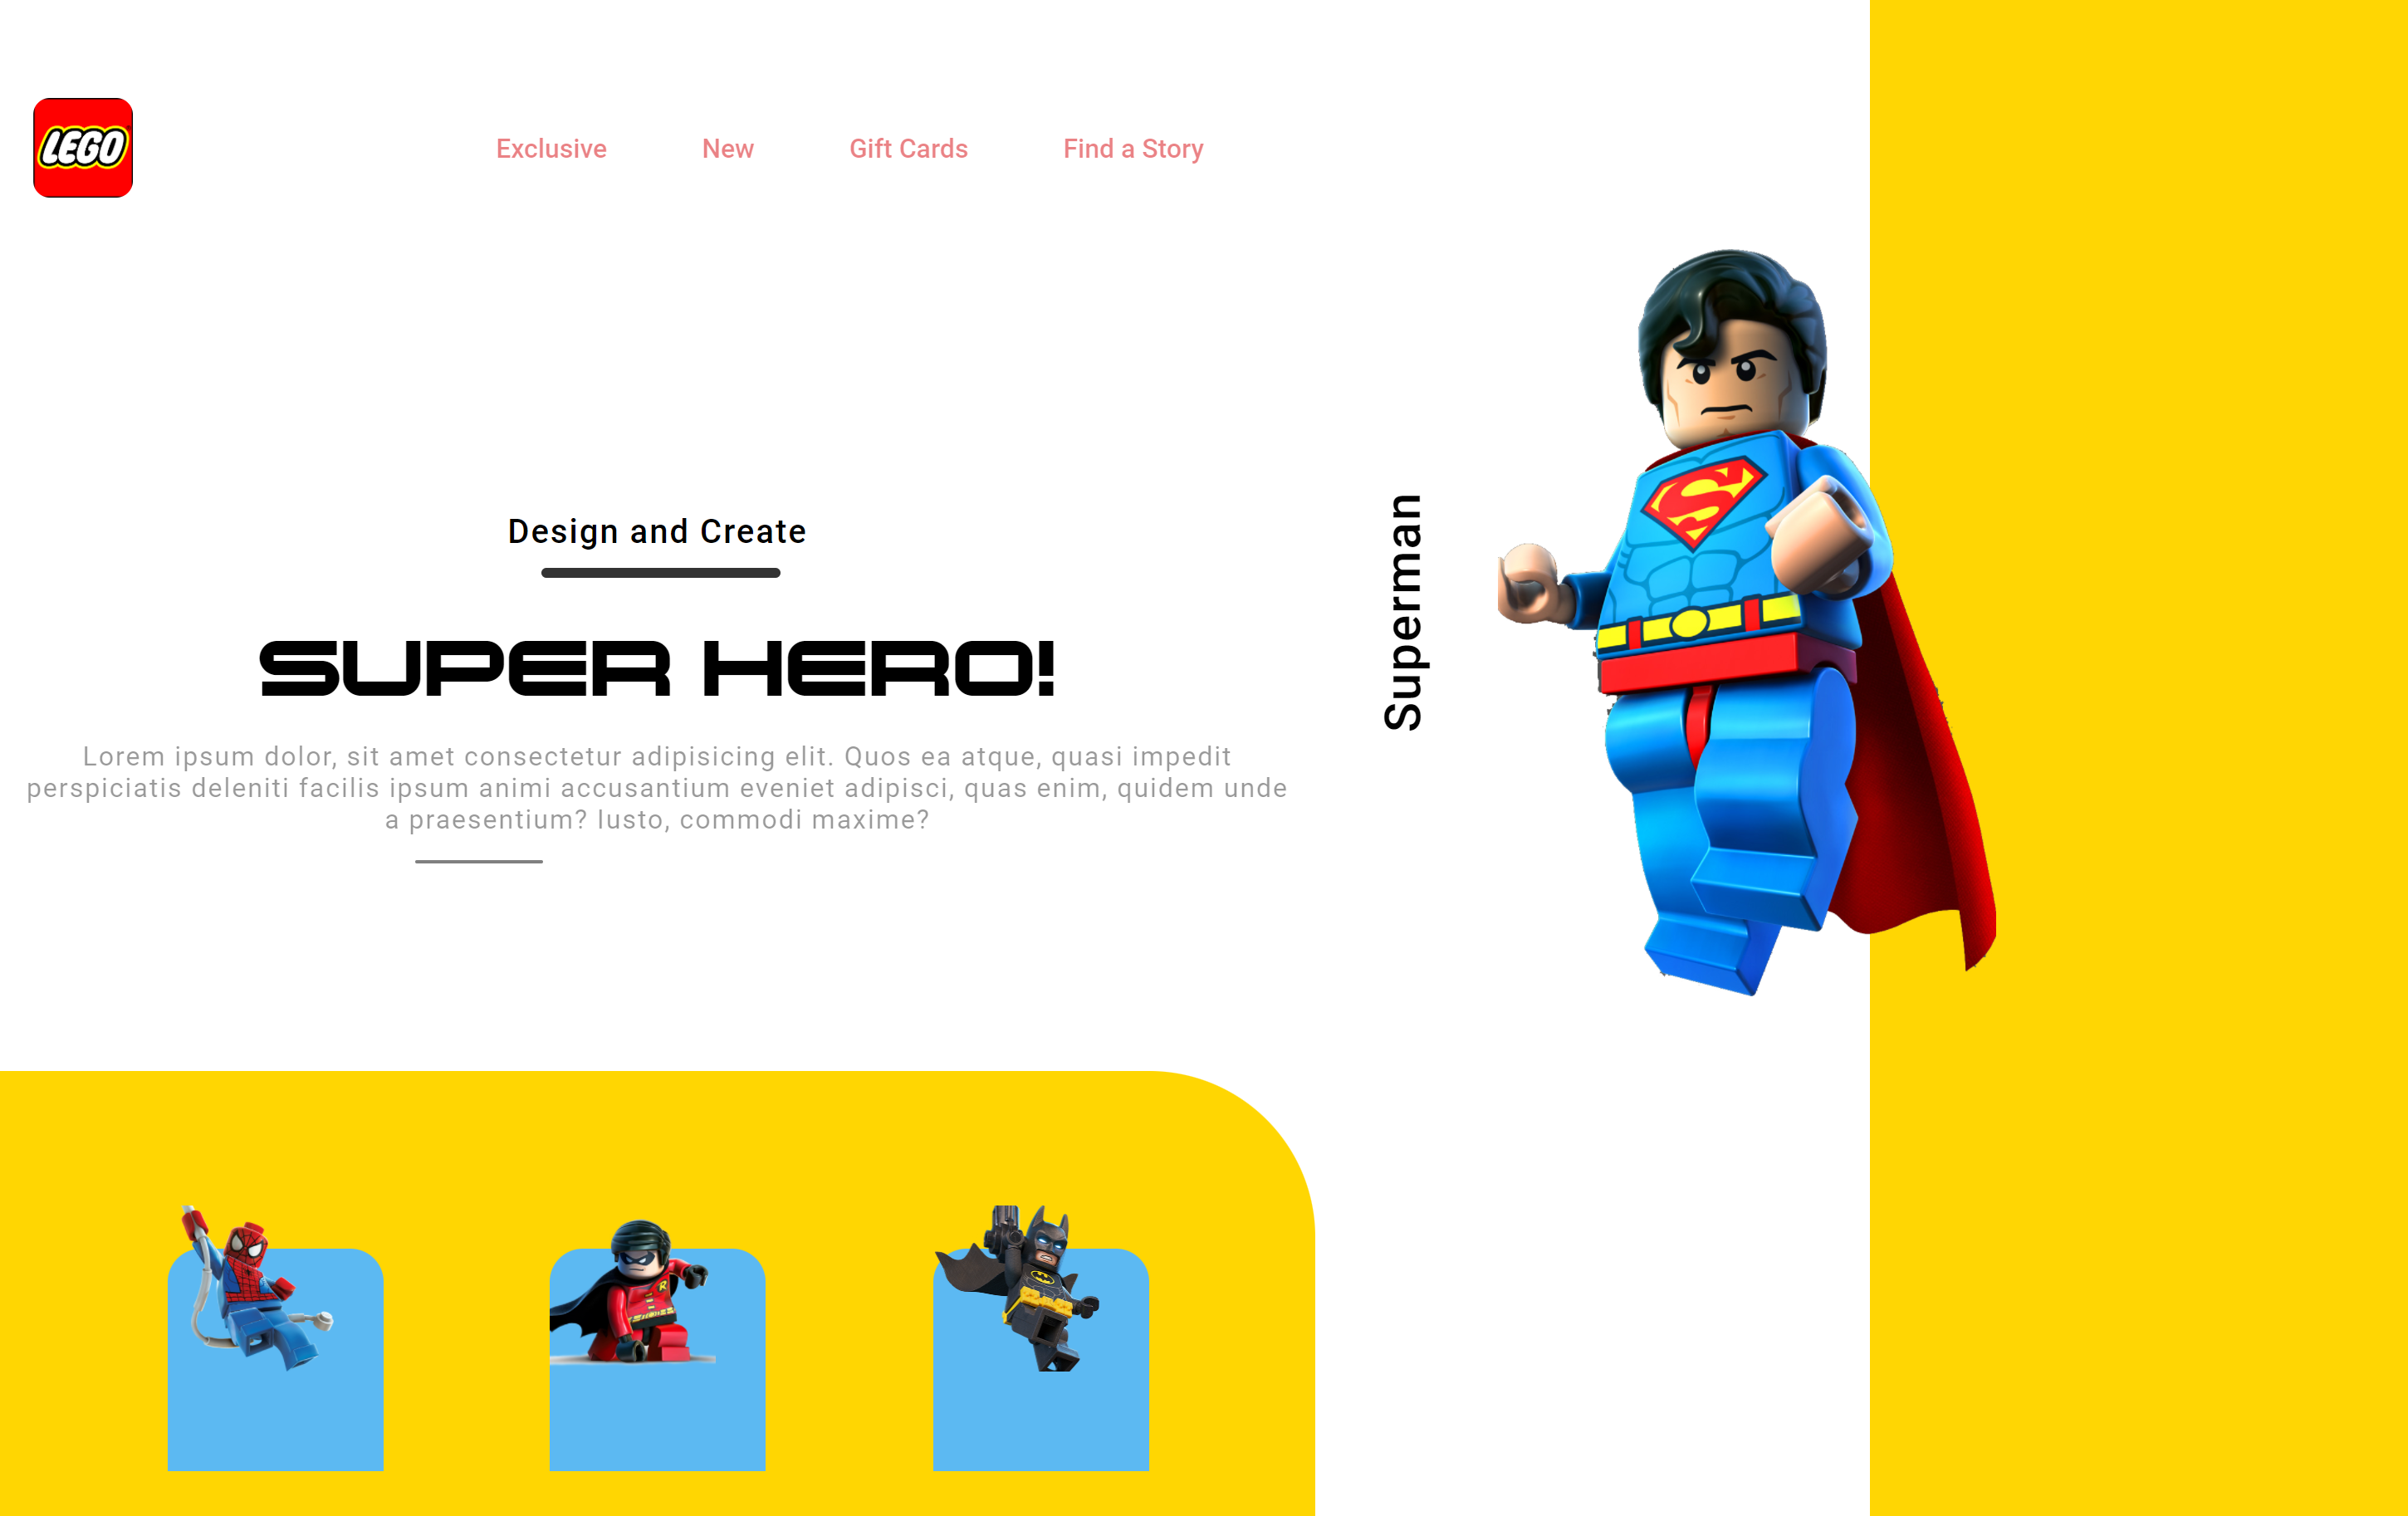 LEGO
Exclusive
New
Gift Cards
Find a Story
Design and Create
SUPER HERO!
Lorem ipsum dolor, sit amet consectetur adipisicing elit. Quos ea atque, quasi impedit
perspiciatis deleniti facilis ipsum animi accusantium eveniet adipisci, quas enim, quidem unde
a praesentium? Iusto, commodi maxime?
Superman
S
R